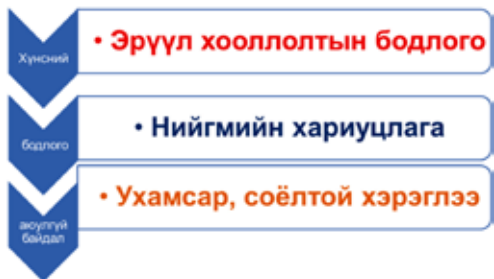 Хүнсний
• Эрүүл хооллолтын бодлого
бодлого
• Нийгмийн хариуцлага
аюулгүй
байдал
• Ухамсар, соёлтой хэрэглээ